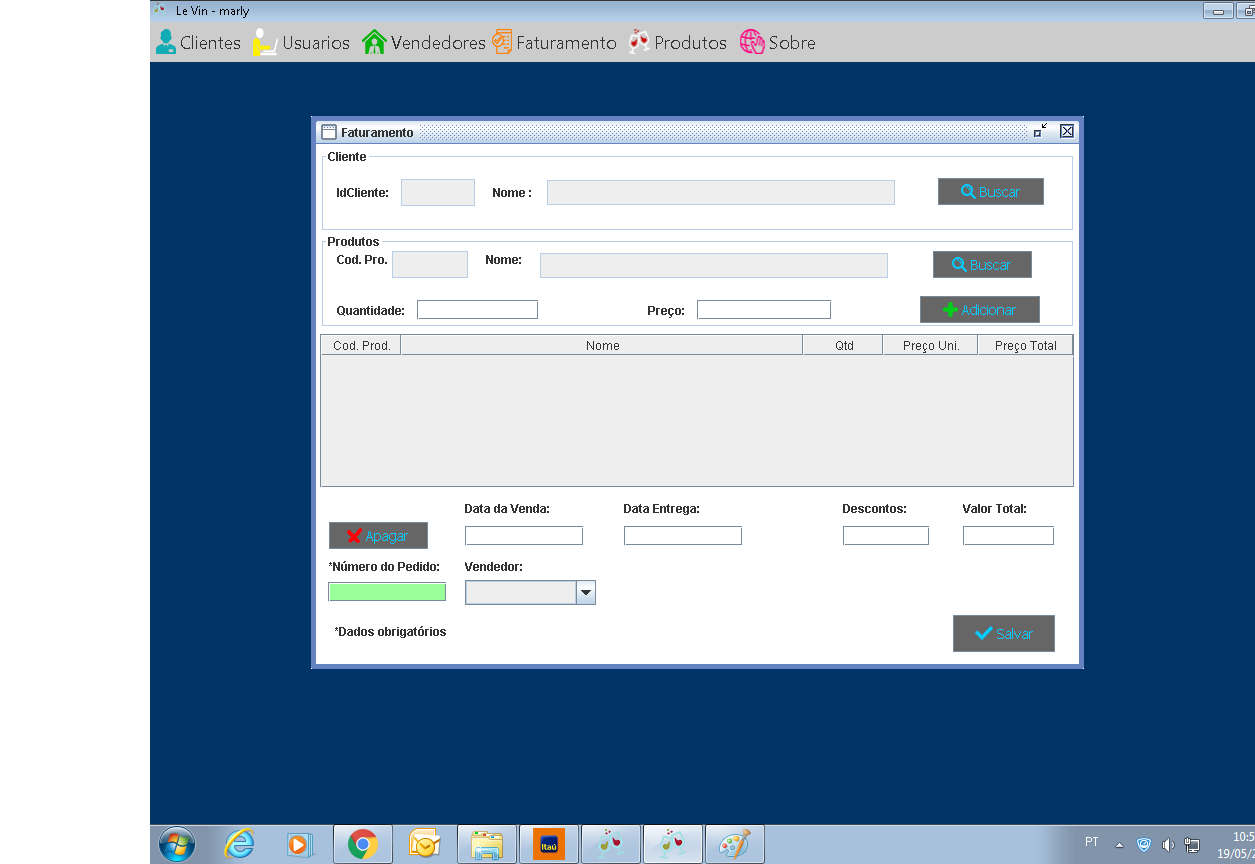 Le Vin - marly
Clientes Usuarios Vendedores Faturamento Produtos Sobre
Faturamento
Cliente
IdCliente: Nome : Buscar
Produtos
Cod. Pro. Nome: Buscar
Quantidade: Preço: Adicionar
Cod. Prod. Nome Qtd Preço Uni. Preço Total
Data da Venda: Data Entrega: Descontos: Valor Total:
Apagar
*Número do Pedido: Vendedor:
*Dados obrigatórios
Salvar
Itaú
PT
10:5
19/05/2